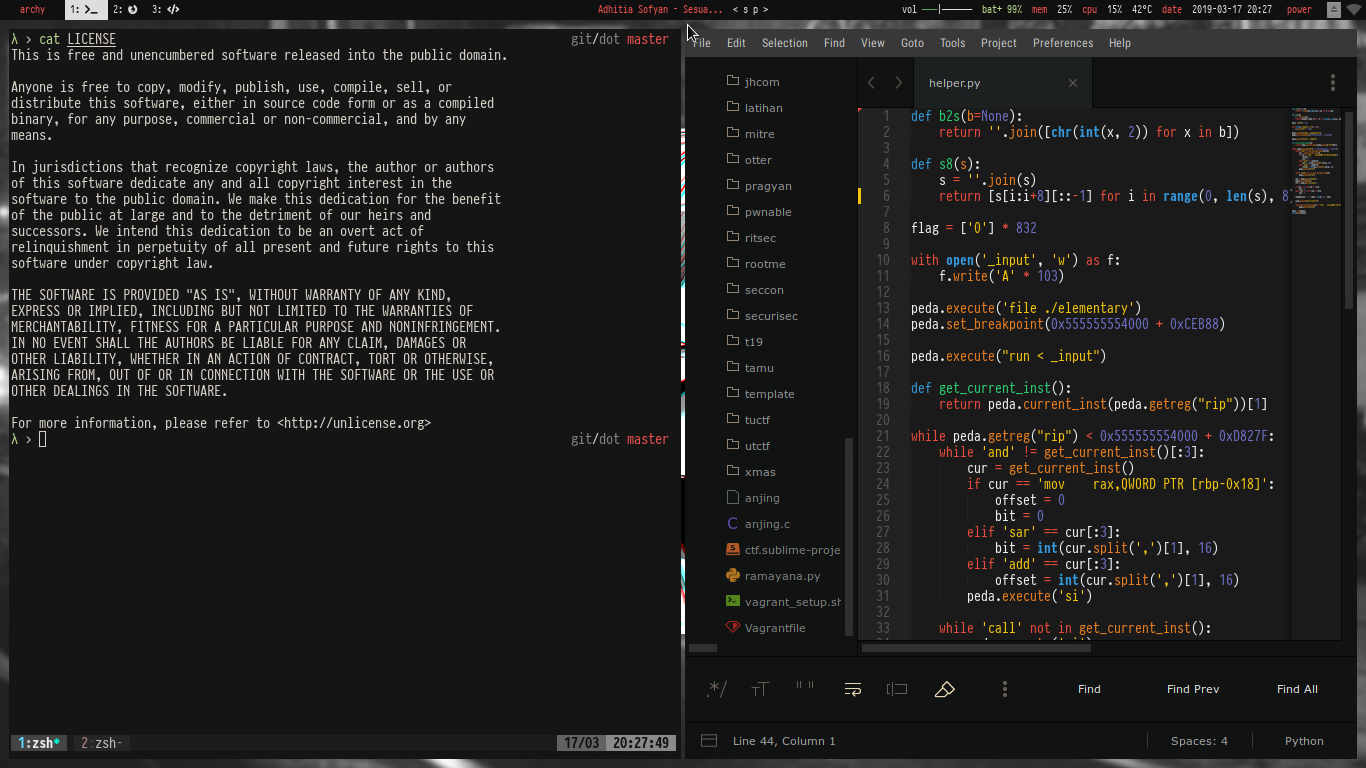 archy
1:
2:
3:
Adhitia Sofyan - Sesua...
< s p >
vol
bat+ 99%
mem 25%
cpu 15% 42°C
date 2019-03-17 20:27
power
λ › cat LICENSE
git/dot master
This is free and unencumbered software released into the public domain.
Anyone is free to copy, modify, publish, use, compile, sell, or
distribute this software, either in source code form or as a compiled
binary, for any purpose, commercial or non-commercial, and by any
means.
In jurisdictions that recognize copyright laws, the author or authors
of this software dedicate any and all copyright interest in the
software to the public domain. We make this dedication for the benefit
of the public at large and to the detriment of our heirs and
successors. We intend this dedication to be an overt act of
relinquishment in perpetuity of all present and future rights to this
software under copyright law.
THE SOFTWARE IS PROVIDED "AS IS", WITHOUT WARRANTY OF ANY KIND,
EXPRESS OR IMPLIED, INCLUDING BUT NOT LIMITED TO THE WARRANTIES OF
MERCHANTABILITY, FITNESS FOR A PARTICULAR PURPOSE AND NONINFRINGEMENT.
IN NO EVENT SHALL THE AUTHORS BE LIABLE FOR ANY CLAIM, DAMAGES OR
OTHER LIABILITY, WHETHER IN AN ACTION OF CONTRACT, TORT OR OTHERWISE,
ARISING FROM, OUT OF OR IN CONNECTION WITH THE SOFTWARE OR THE USE OR
OTHER DEALINGS IN THE SOFTWARE.
For more information, please refer to <http://unlicense.org>
λ ›
git/dot master
1:zsh*
2:zsh-
17/03 20:27:49
File Edit Selection Find View Goto Tools Project Preferences Help
jhcom
latihan
mitre
otter
pragyan
pwnable
ritsec
rootme
seccon
securisec
t19
tamu
template
tuctf
utctf
xmas
anjing
anjing.c
ctf.sublime-proje
ramayana.py
vagrant_setup.sh
Vagrantfile
helper.py
1 def b2s(b=None):
2     return ''.join([chr(int(x, 2)) for x in b])
3
4 def s8(s):
5     s = ''.join(s)
6     return [s[i:i+8][::-1] for i in range(0, len(s), 8
7
8 flag = ['0'] * 832
9
10 with open('_input', 'w') as f:
11     f.write('A' * 103)
12
13 peda.execute('file ./elementary')
14 peda.set_breakpoint(0x555555554000 + 0xCEB88)
15
16 peda.execute("run < _input")
17
18 def get_current_inst():
19     return peda.current_inst(peda.getreg("rip"))[1]
20
21 while peda.getreg("rip") < 0x555555554000 + 0xD827F:
22     while 'and' != get_current_inst()[:3]:
23         cur = get_current_inst()
24         if cur == 'mov    rax,QWORD PTR [rbp-0x18]':
25             offset = 0
26             bit = 0
27         elif 'sar' == cur[:3]:
28             bit = int(cur.split(',')[1], 16)
29         elif 'add' == cur[:3]:
30             offset = int(cur.split(',')[1], 16)
31         peda.execute('si')
32
33     while 'call' not in get_current_inst():
.*/
Find
Find Prev
Find All
Line 44, Column 1
Spaces: 4
Python